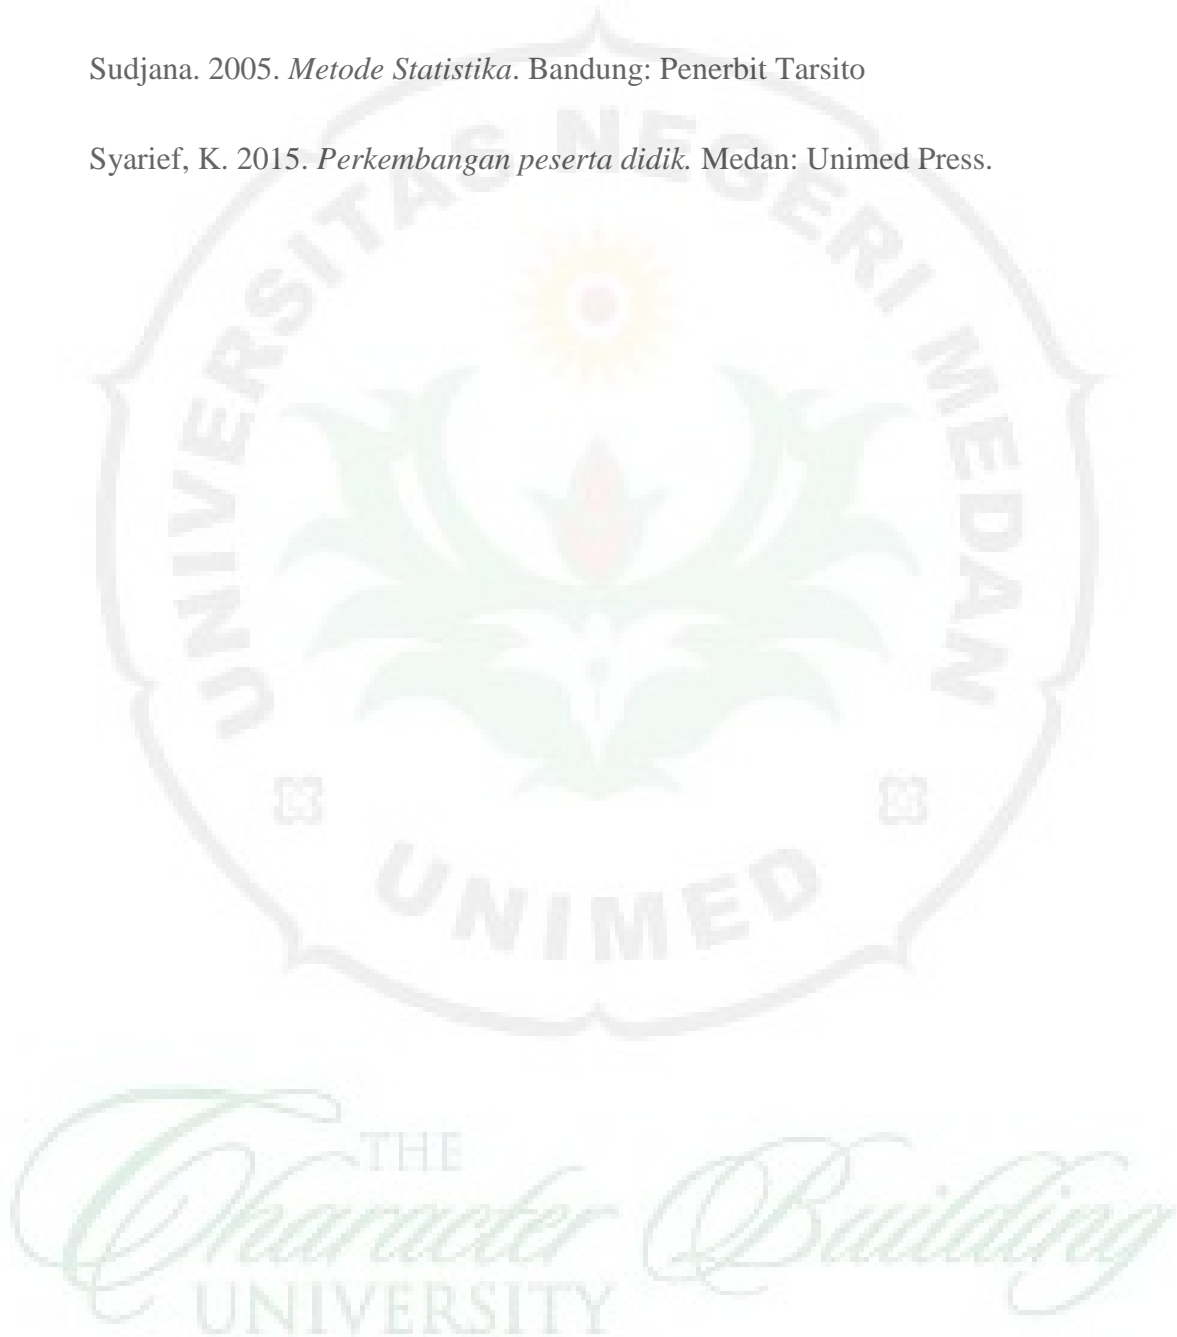 Sudjana. 2005. Metode Statistika. Bandung: Penerbit Tarsito
Syarief, K. 2015. Perkembangan peserta didik. Medan: Unimed Press.
UNIVERSITAS NEGERI MEDAN
UNIMED
THE
Character Building
UNIVERSITY